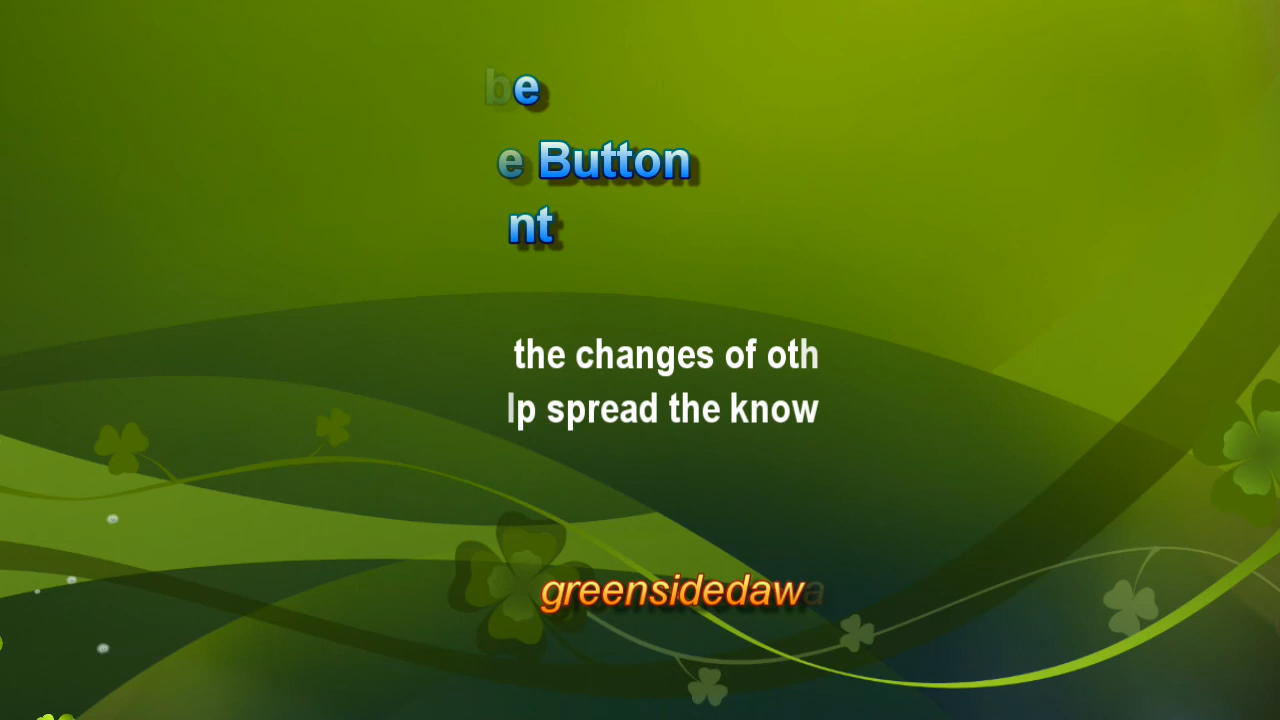 be
e Button
nt
the changes of oth
lp spread the know
greensidedawa